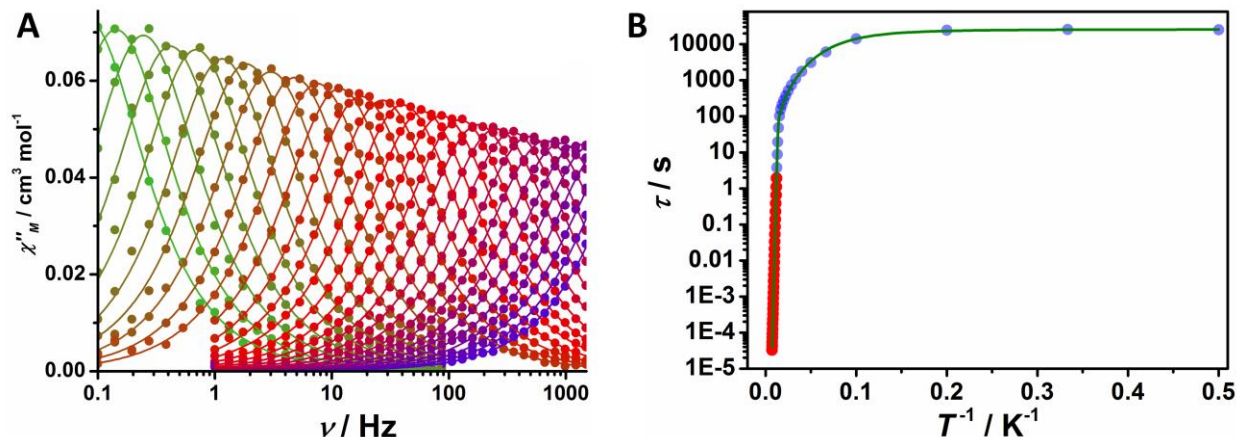 A
χ''M / cm³ mol⁻¹
0.06
0.04
0.02
0.00
0.1
1
10
100
1000
ν / Hz
B
τ / s
10000
1000
100
10
1
0.1
0.01
1E-3
1E-4
1E-5
0.0
0.1
0.2
0.3
0.4
0.5
T⁻¹ / K⁻¹